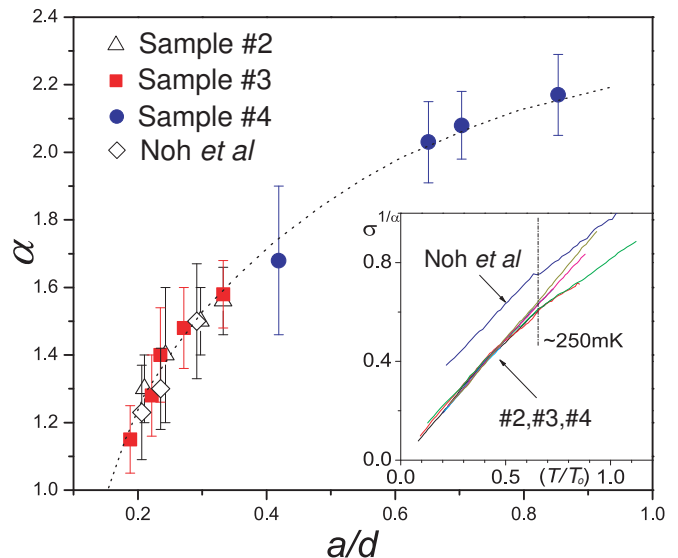 Sample #2
Sample #3
Sample #4
Noh et al
2.4
2.2
2.0
1.8
1.6
1.4
1.2
1.0
α
0.2
0.4
0.6
0.8
1.0
a/d
σ^1/α
0.8
0.4
0.0
Noh et al
~250mK
#2,#3,#4
0.0
0.5
(T/T₀)
1.0